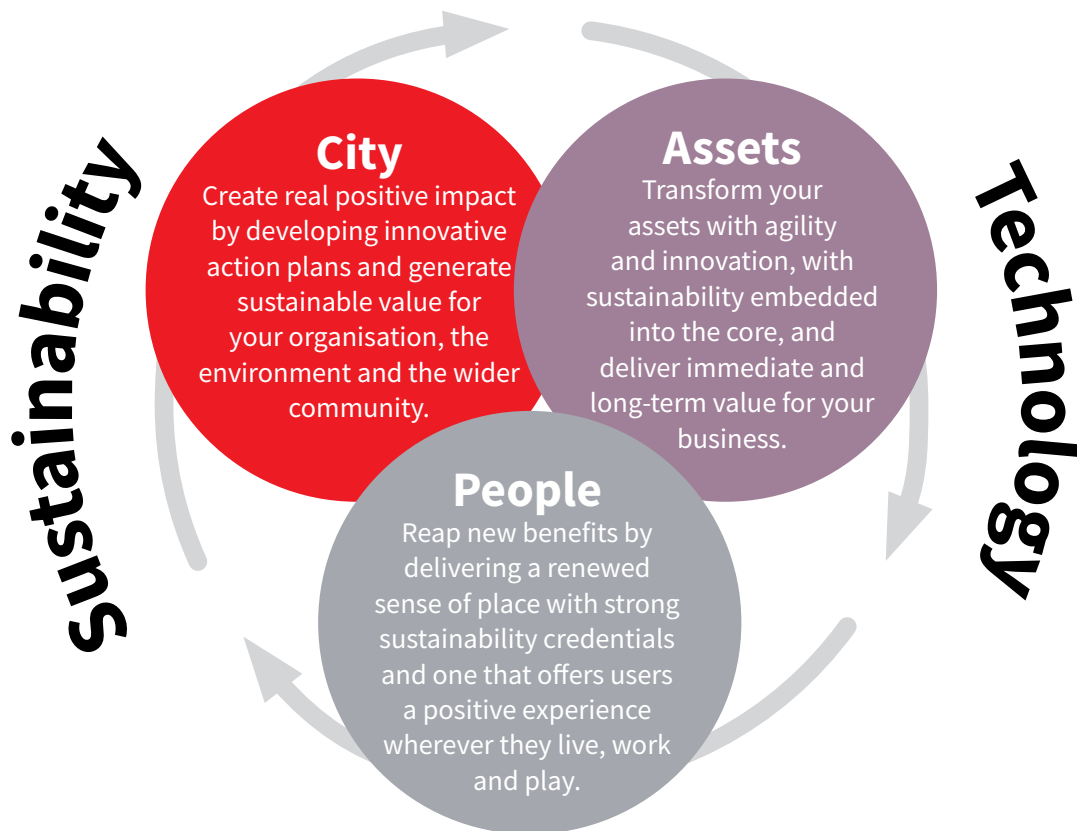 Sustainability
City
Create real positive impact
by developing innovative
action plans and generate
sustainable value for
your organisation, the
environment and the wider
community.
Assets
Transform your
assets with agility
and innovation, with
sustainability embedded
into the core, and
deliver immediate and
long-term value for your
business.
Technology
People
Reap new benefits by
delivering a renewed
sense of place with strong
sustainability credentials
and one that offers users
a positive experience
wherever they live, work
and play.